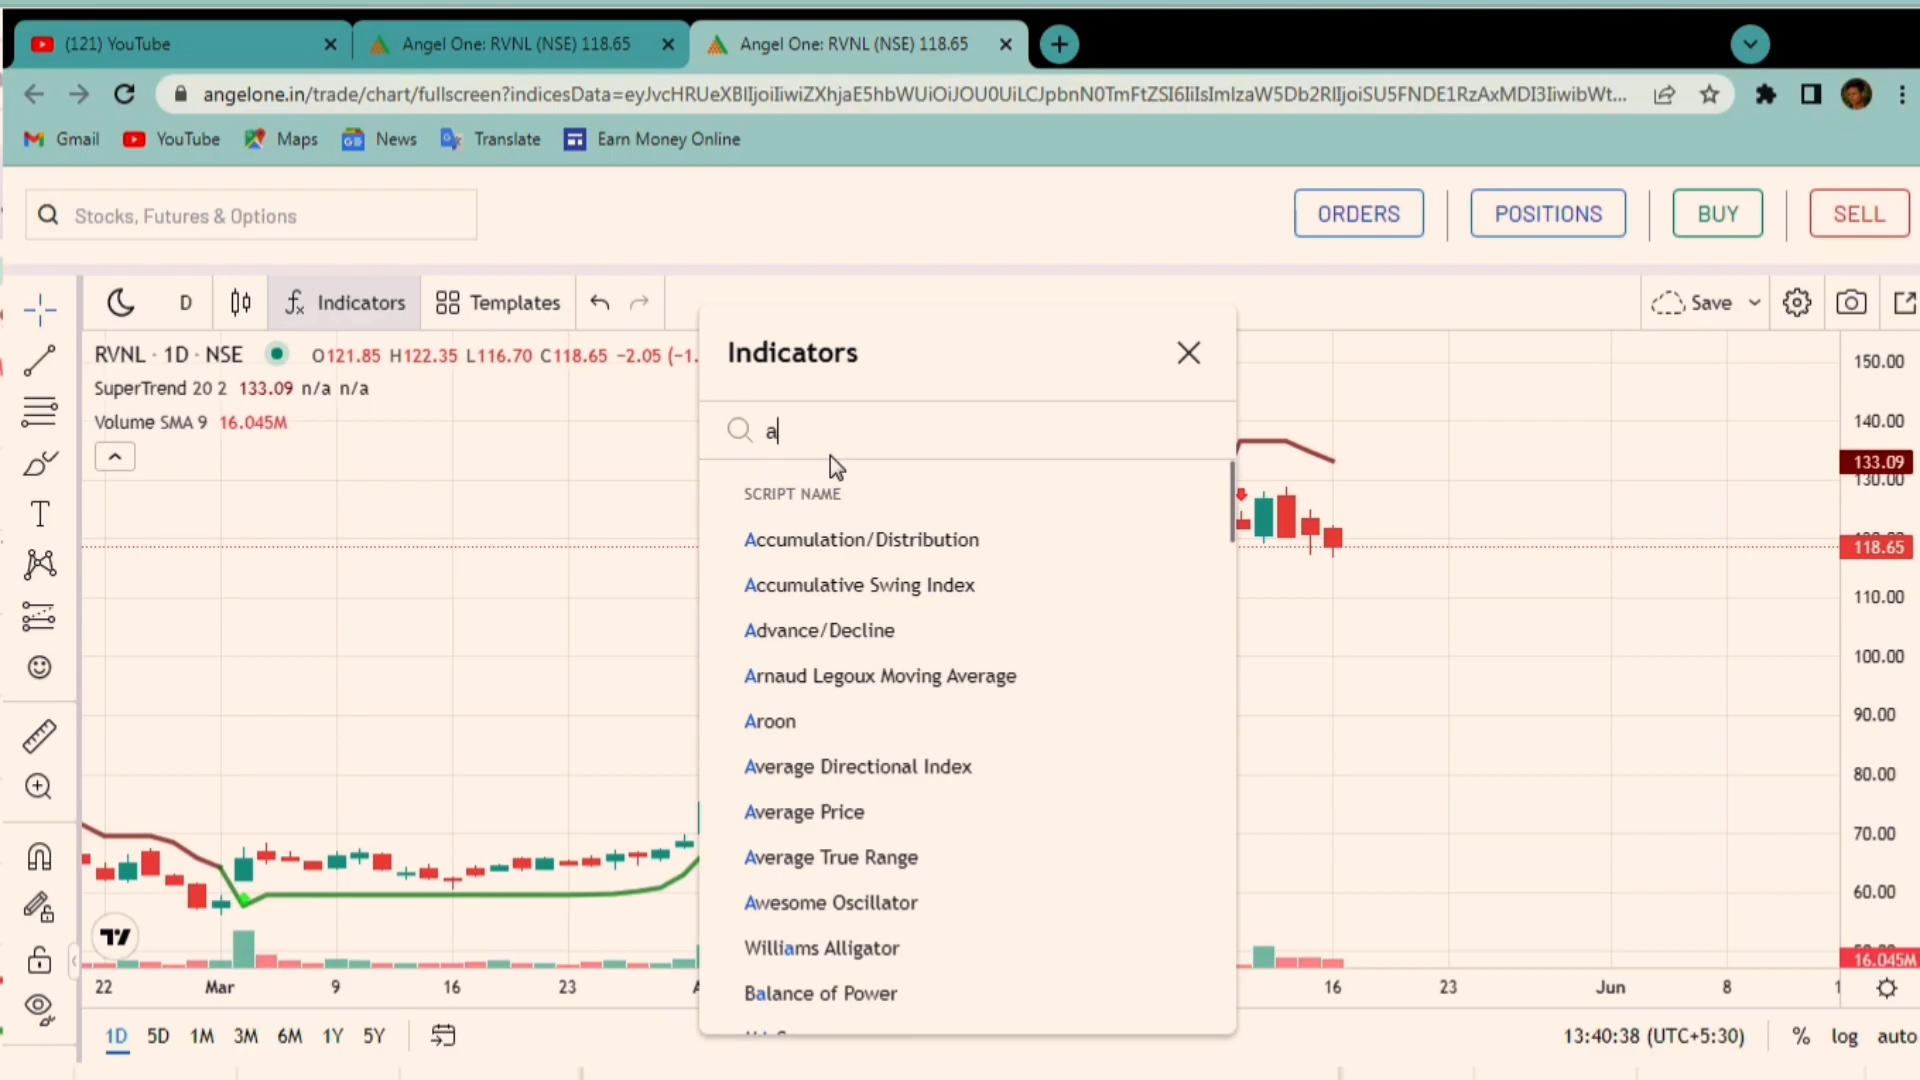 (121) YouTube
Angel One: RVNL (NSE) 118.65
Angel One: RVNL (NSE) 118.65
Gmail YouTube Maps News Translate Earn Money Online
Stocks, Futures & Options
ORDERS POSITIONS BUY SELL
D Indicators Templates Save
RVNL · 1D · NSE O121.85 H122.35 L116.70 C118.65 −2.05 (−1.
SuperTrend 20 2 133.09 n/a n/a
Volume SMA 9 16.045M
Indicators
a
SCRIPT NAME
Accumulation/Distribution
Accumulative Swing Index
Advance/Decline
Arnaud Legoux Moving Average
Aroon
Average Directional Index
Average Price
Average True Range
Awesome Oscillator
Williams Alligator
Balance of Power
150.00
140.00
133.09
130.00
118.65
110.00
100.00
90.00
80.00
70.00
60.00
16.045M
22 Mar 9 16 23 16 23 Jun 8 1
1D 5D 1M 3M 6M 1Y 5Y 13:40:38 (UTC+5:30) % log auto